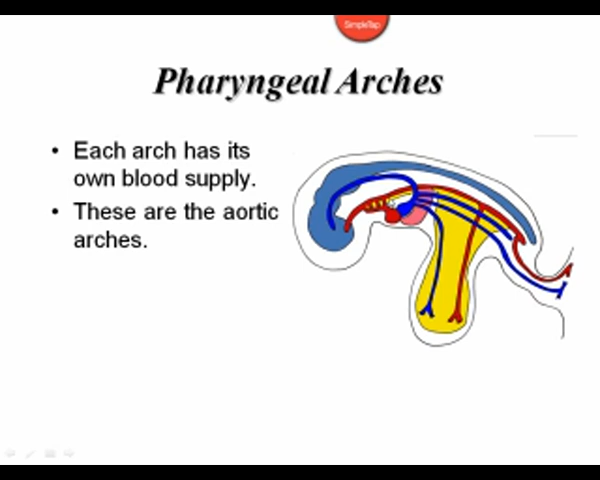 SimpleTap
Pharyngeal Arches
• Each arch has its
own blood supply.
• These are the aortic
arches.